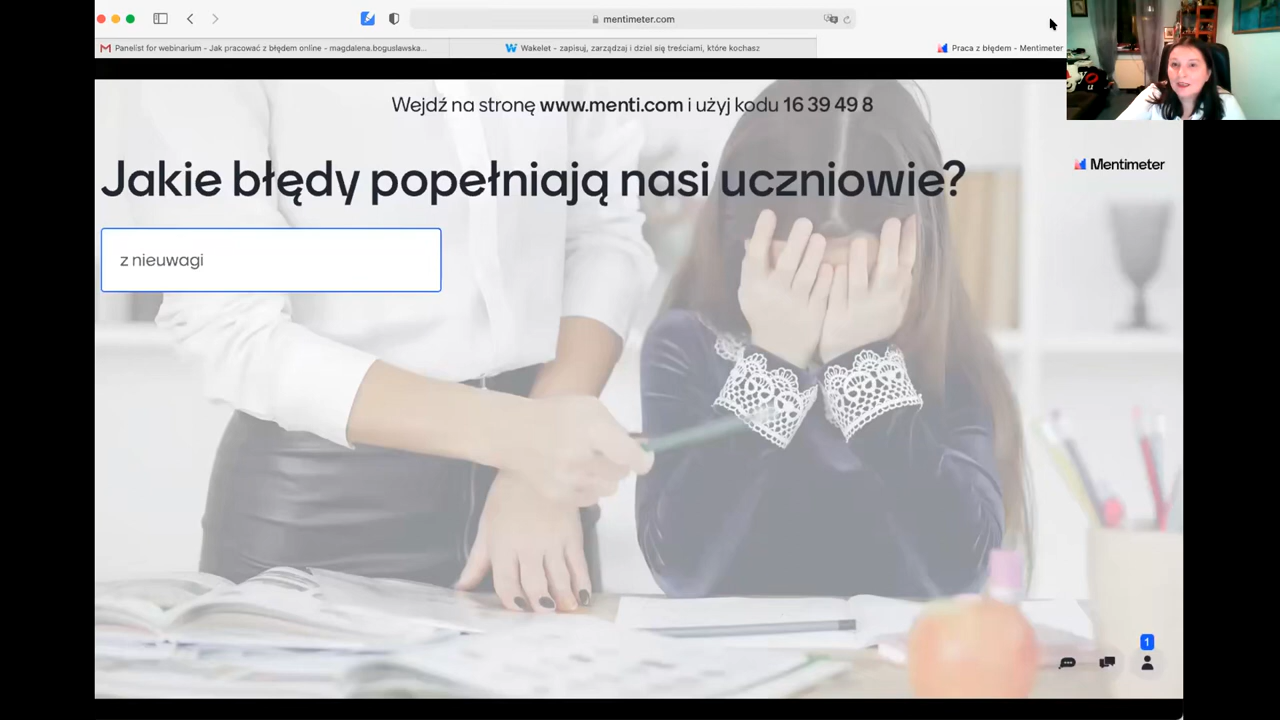 mentimeter.com
Panelist for webinarium - Jak pracować z błędem online - magdalena.boguslawska...
Wakelet - zapisuj, zarządzaj i dziel się treściami, które kochasz
Praca z błędem - Mentimeter
Wejdź na stronę www.menti.com i użyj kodu 16 39 49 8
Mentimeter
Jakie błędy popełniają nasi uczniowie?
z nieuwagi
1